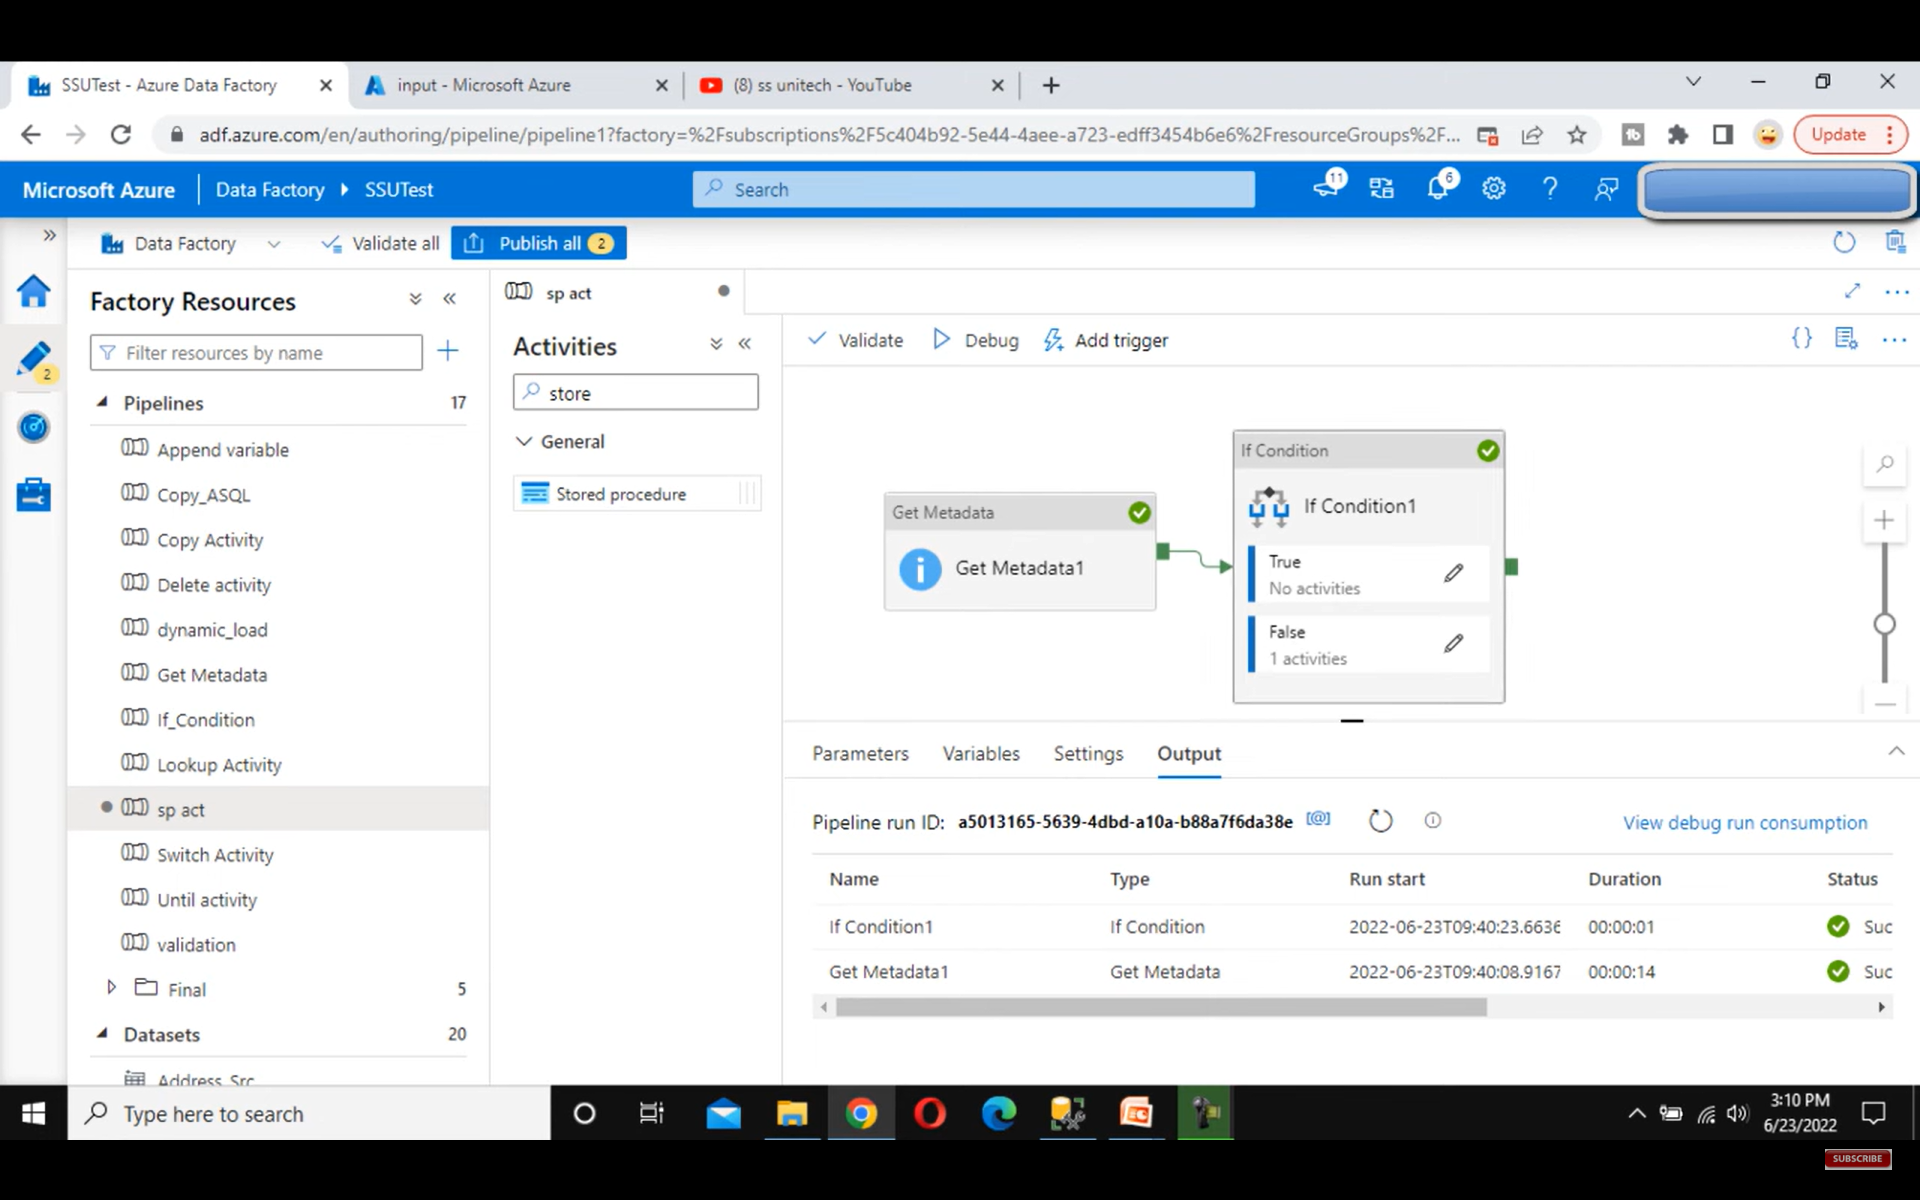 SSUTest - Azure Data Factory
input - Microsoft Azure
(8) ss unitech - YouTube
adf.azure.com/en/authoring/pipeline/pipeline1?factory=%2Fsubscriptions%2F5c404b92-5e44-4aee-a723-edff3454b6e6%2FresourceGroups%2F...
Update
Microsoft Azure
Data Factory
SSUTest
Search
11
6
Data Factory
Validate all
Publish all 2
Factory Resources
sp act
Activities
Validate
Debug
Add trigger
Filter resources by name
store
2
Pipelines 17
General
Append variable
Stored procedure
Copy_ASQL
Copy Activity
Delete activity
dynamic_load
Get Metadata
If_Condition
Lookup Activity
sp act
Switch Activity
Until activity
validation
Final 5
Datasets 20
Address_Src
Get Metadata
Get Metadata1
If Condition
If Condition1
True
No activities
False
1 activities
Parameters
Variables
Settings
Output
Pipeline run ID: a5013165-5639-4dbd-a10a-b88a7f6da38e
View debug run consumption
Name Type Run start Duration Status
If Condition1 If Condition 2022-06-23T09:40:23.6636 00:00:01 Suc
Get Metadata1 Get Metadata 2022-06-23T09:40:08.9167 00:00:14 Suc
Type here to search
3:10 PM
6/23/2022
SUBSCRIBE